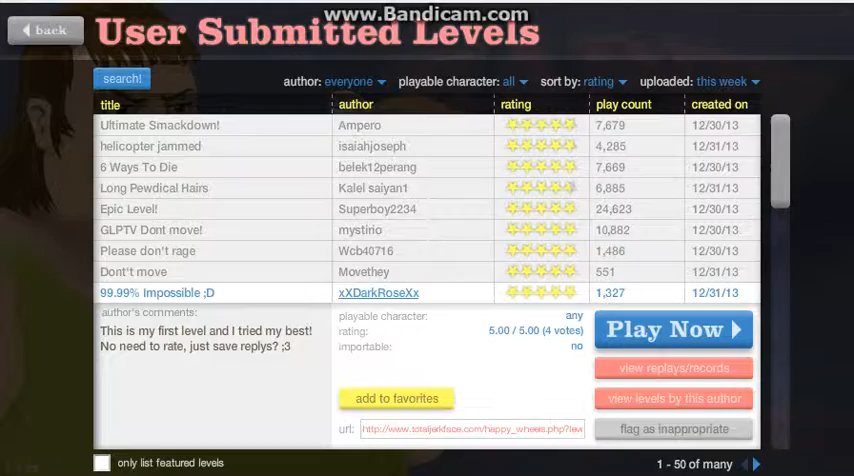 www.Bandicam.com
back
User Submitted Levels
search!
author: everyone playable character: all sort by: rating uploaded: this week
title author rating play count created on
Ultimate Smackdown! Ampero 7,679 12/30/13
helicopter jammed isaiahjoseph 4,285 12/31/13
6 Ways To Die belek12perang 7,669 12/30/13
Long Pewdical Hairs Kalel saiyan1 6,885 12/31/13
Epic Level! Superboy2234 24,623 12/30/13
GLPTV Dont move! mystirio 10,882 12/30/13
Please don't rage Wcb40716 1,486 12/30/13
Don't move Movethey 551 12/31/13
99.99% Impossible ;D xXDarkRoseXx 1,327 12/31/13
author's comments:
This is my first level and I tried my best!
No need to rate, just save replys? ;3
playable character: any
rating: 5.00 / 5.00 (4 votes)
importable: no
add to favorites
url: http://www.totaljerkface.com/happy_wheels.php?lev
Play Now
view replays/records
view levels by this author
flag as inappropriate
only list featured levels
1 - 50 of many